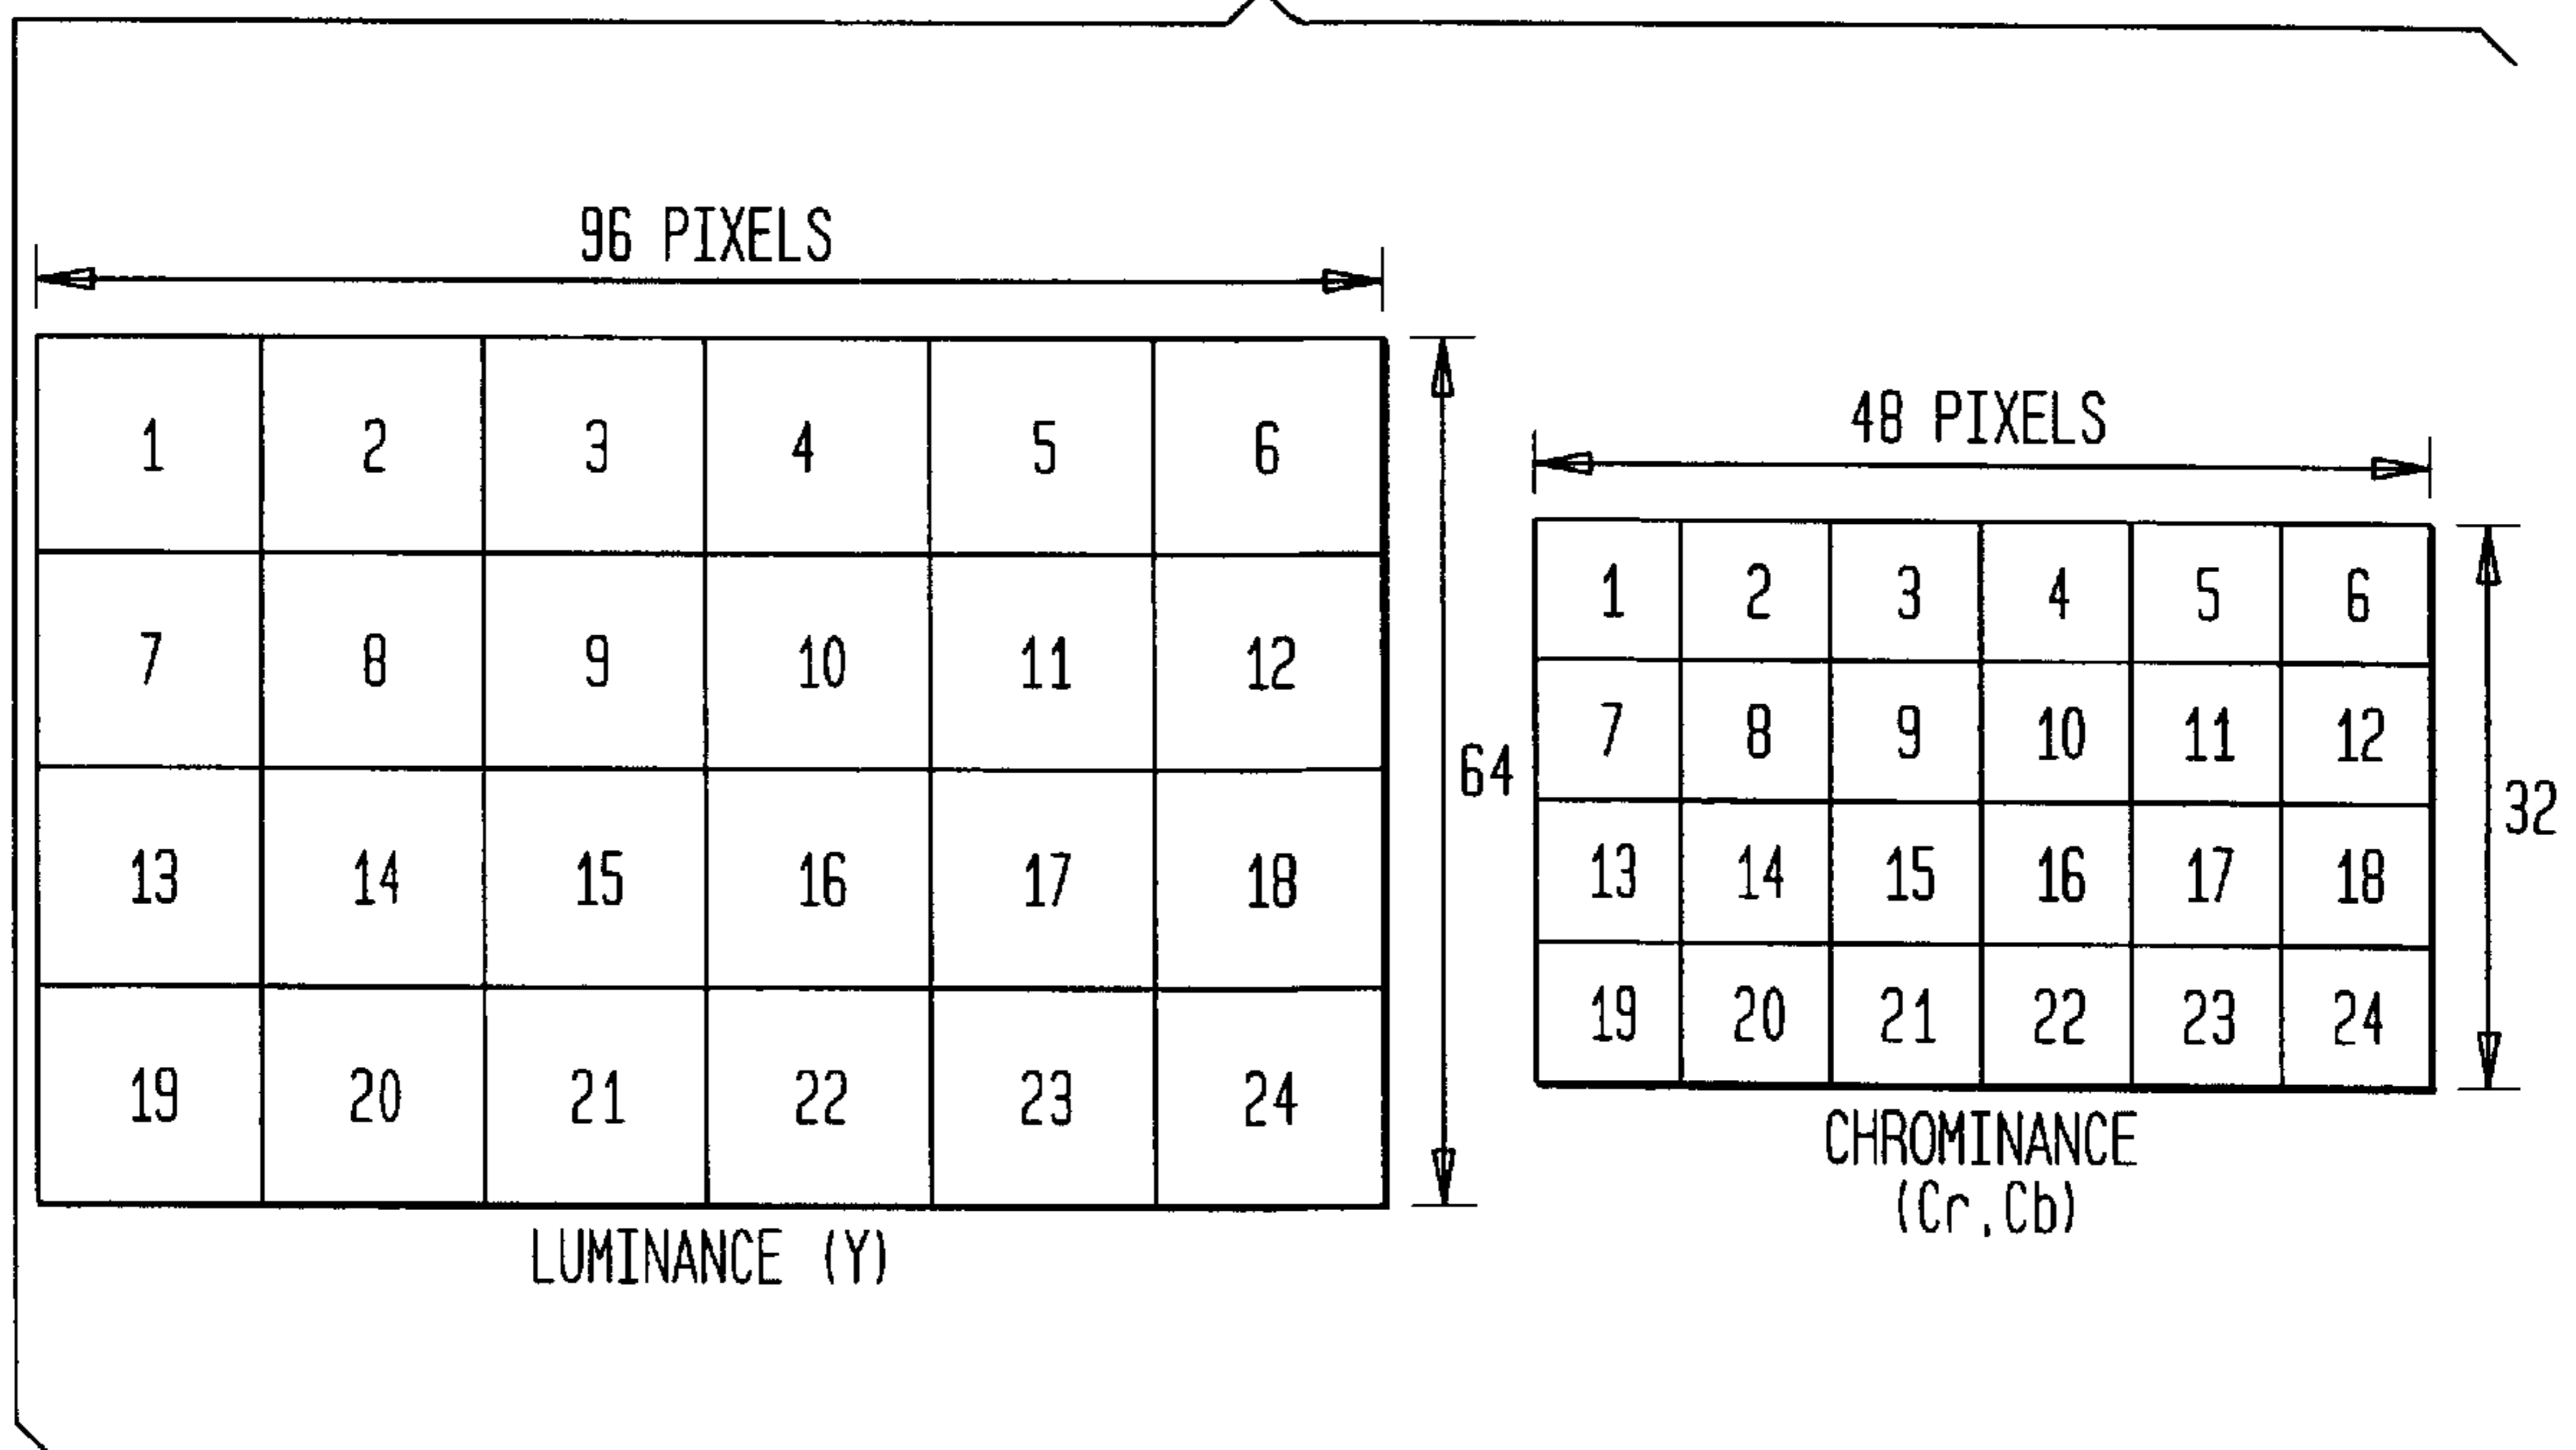 96 PIXELS
1 2 3 4 5 6
7 8 9 10 11 12
13 14 15 16 17 18
19 20 21 22 23 24
64
LUMINANCE (Y)
48 PIXELS
1 2 3 4 5 6
7 8 9 10 11 12
13 14 15 16 17 18
19 20 21 22 23 24
32
CHROMINANCE
(Cr,Cb)